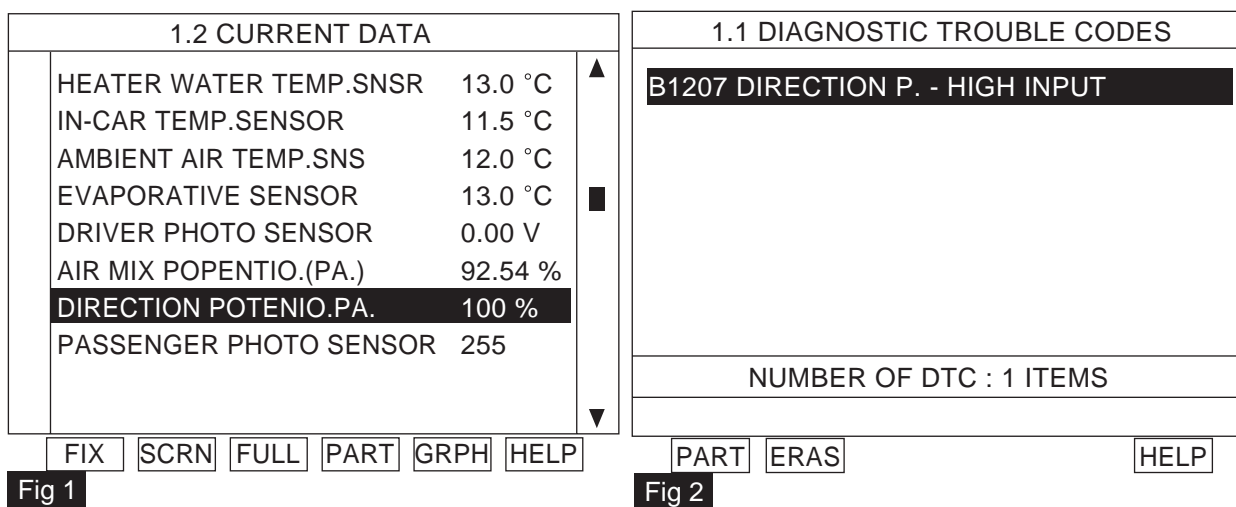 1.2 CURRENT DATA
HEATER WATER TEMP.SNSR 13.0 °C
IN-CAR TEMP.SENSOR 11.5 °C
AMBIENT AIR TEMP.SNS 12.0 °C
EVAPORATIVE SENSOR 13.0 °C
DRIVER PHOTO SENSOR 0.00 V
AIR MIX POPENTIO.(PA.) 92.54 %
DIRECTION POTENIO.PA. 100 %
PASSENGER PHOTO SENSOR 255
FIX SCRN FULL PART GRPH HELP
Fig 1
1.1 DIAGNOSTIC TROUBLE CODES
B1207 DIRECTION P. - HIGH INPUT
NUMBER OF DTC : 1 ITEMS
PART ERAS HELP
Fig 2